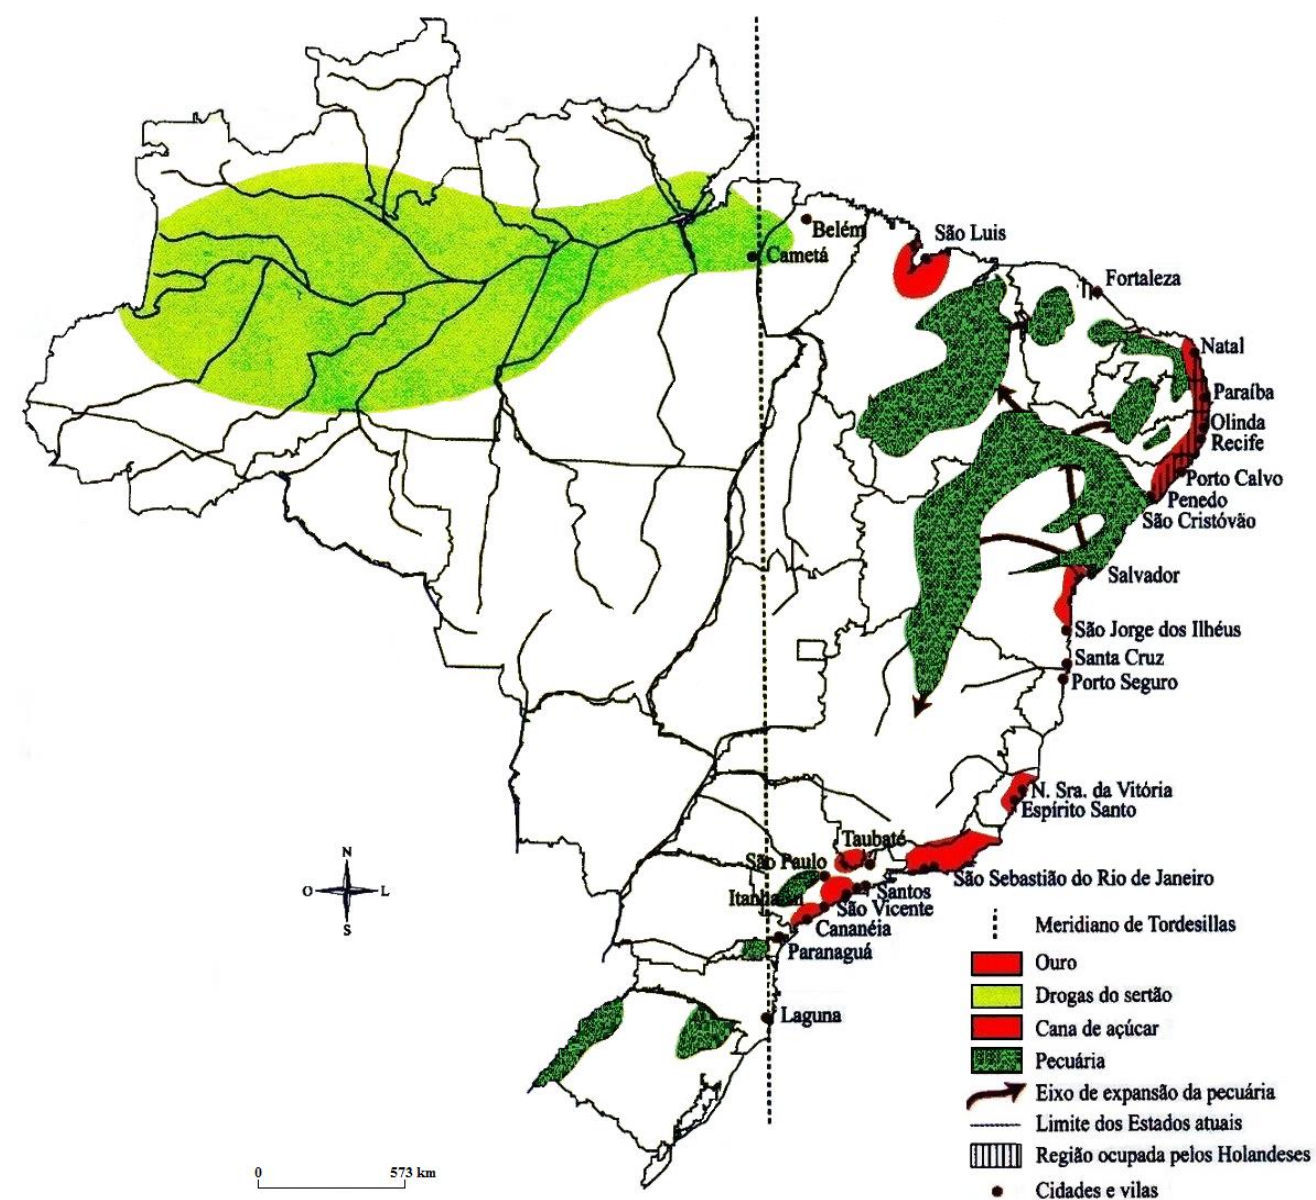 Belém
São Luis
Cametá
Fortaleza
Natal
Paraíba
Olinda
Recife
Porto Calvo
Penedo
São Cristóvão
Salvador
São Jorge dos Ilhéus
Santa Cruz
Porto Seguro
N. Sra. da Vitória
Espírito Santo
Taubaté
São Paulo
São Sebastião do Rio de Janeiro
Santos
São Vicente
Cananéia
Paranaguá
Laguna
N
O
L
S
Meridiano de Tordesillas
Ouro
Drogas do sertão
Cana de açúcar
Pecuária
Eixo de expansão da pecuária
Limite dos Estados atuais
Região ocupada pelos Holandeses
Cidades e vilas
0
573 km